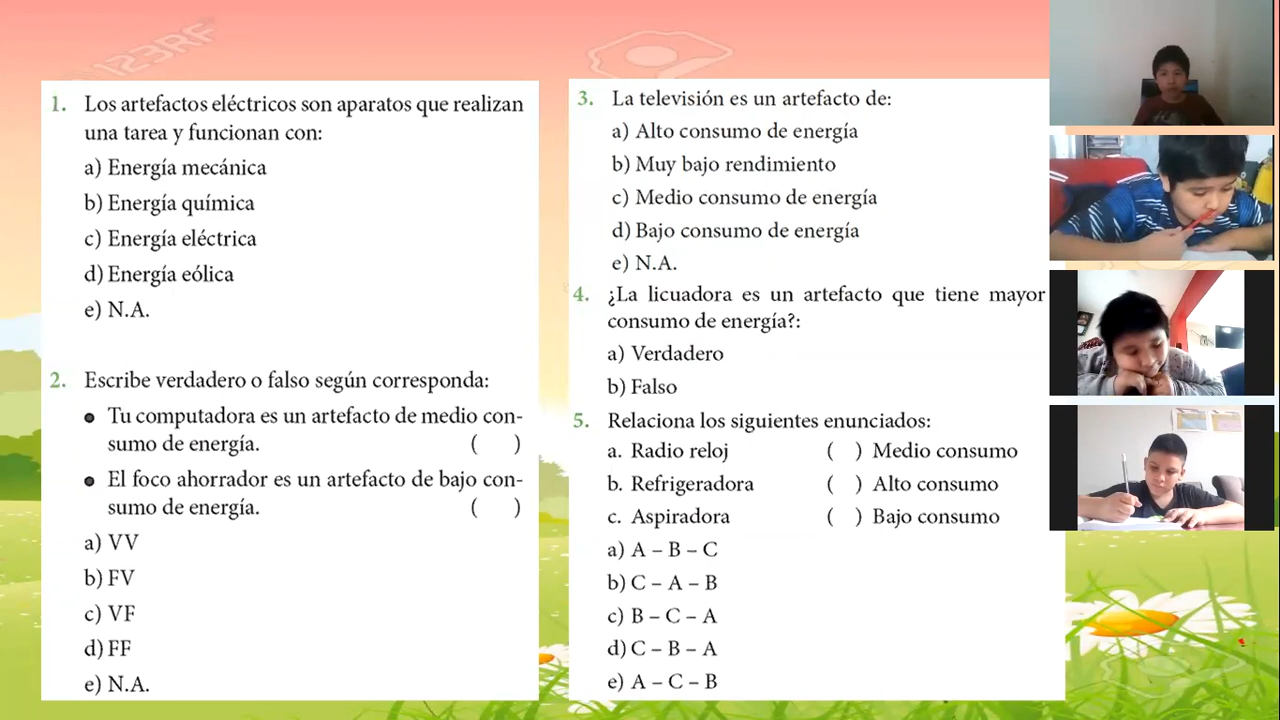 123RF
1. Los artefactos eléctricos son aparatos que realizan
una tarea y funcionan con:
a) Energía mecánica
b) Energía química
c) Energía eléctrica
d) Energía eólica
e) N.A.
2. Escribe verdadero o falso según corresponda:
• Tu computadora es un artefacto de medio con-
sumo de energía. ( )
• El foco ahorrador es un artefacto de bajo con-
sumo de energía. ( )
a) VV
b) FV
c) VF
d) FF
e) N.A.
3. La televisión es un artefacto de:
a) Alto consumo de energía
b) Muy bajo rendimiento
c) Medio consumo de energía
d) Bajo consumo de energía
e) N.A.
4. ¿La licuadora es un artefacto que tiene mayor
consumo de energía?:
a) Verdadero
b) Falso
5. Relaciona los siguientes enunciados:
a. Radio reloj ( ) Medio consumo
b. Refrigeradora ( ) Alto consumo
c. Aspiradora ( ) Bajo consumo
a) A – B – C
b) C – A – B
c) B – C – A
d) C – B – A
e) A – C – B